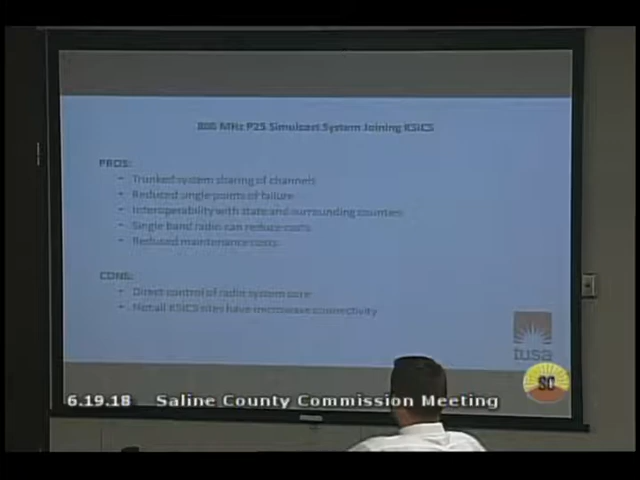 800 MHz P25 Simulcast System Joining KSICS
PROS:
• Trunked system sharing of channels
• Reduced single points of failure
• Interoperability with state and surrounding counties
• Single band radio can reduce costs
• Reduced maintenance costs
CONS:
• Direct control of radio system core
• Not all KSICS sites have microwave connectivity
tusa
SC
6.19.18 Saline County Commission Meeting